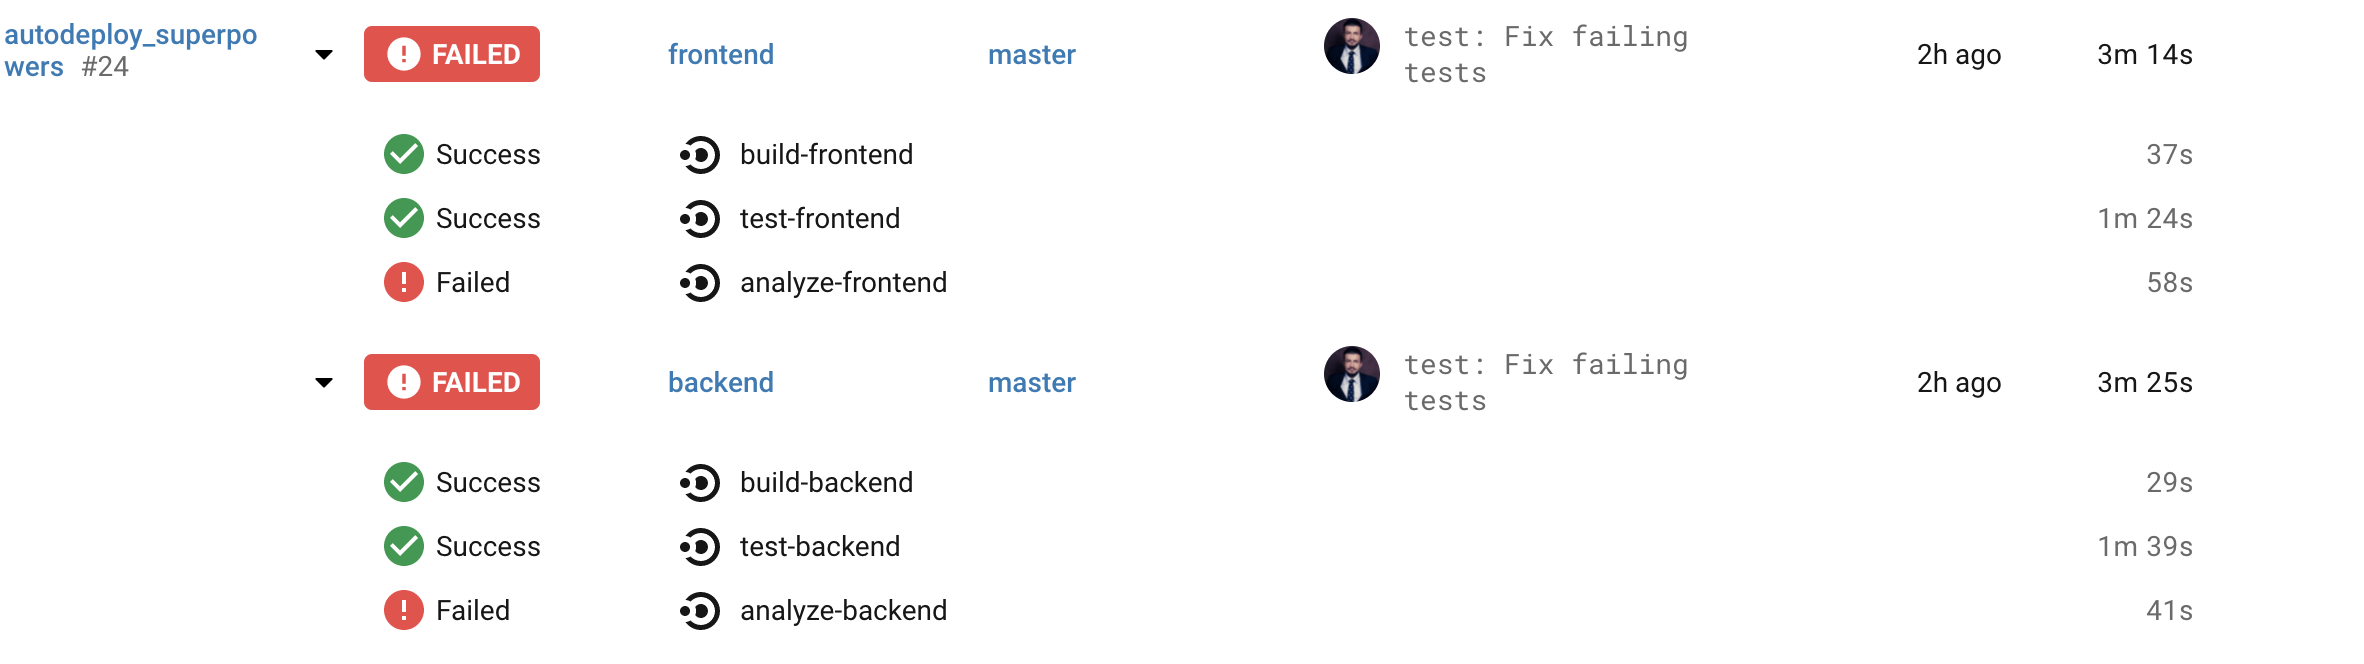 autodeploy_superpo
wers #24
FAILED frontend master test: Fix failing
tests
2h ago 3m 14s
Success build-frontend 37s
Success test-frontend 1m 24s
Failed analyze-frontend 58s
FAILED backend master test: Fix failing
tests
2h ago 3m 25s
Success build-backend 29s
Success test-backend 1m 39s
Failed analyze-backend 41s